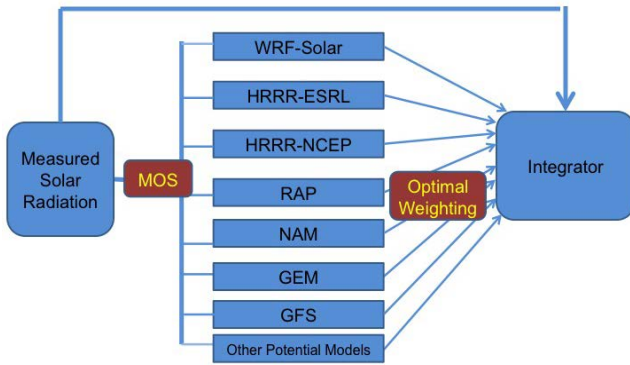 Measured
Solar
Radiation
MOS
WRF-Solar
HRRR-ESRL
HRRR-NCEP
RAP
NAM
GEM
GFS
Other Potential Models
Optimal
Weighting
Integrator